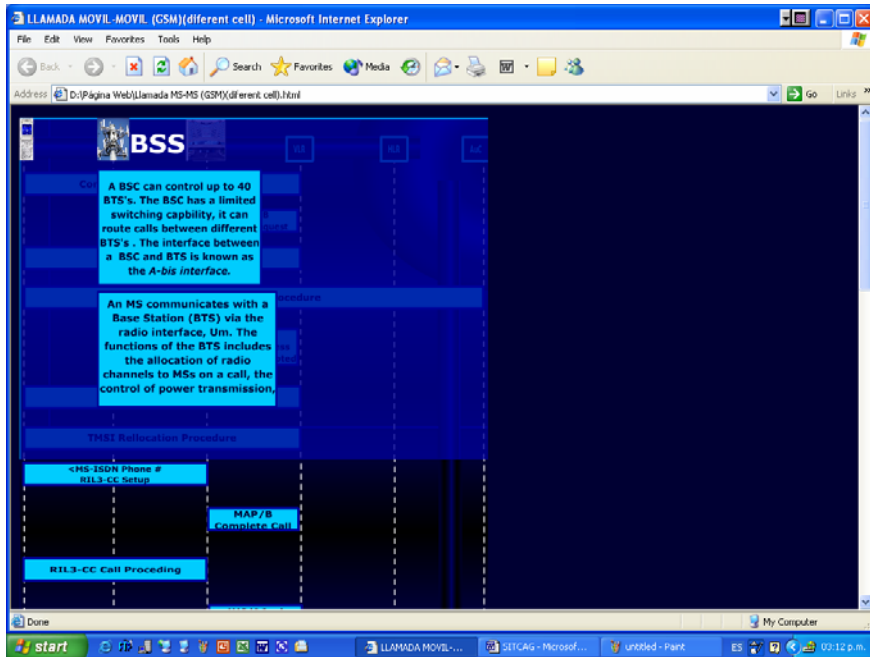 LLAMADA MOVIL-MOVIL (GSM)(diferent cell) - Microsoft Internet Explorer
File Edit View Favorites Tools Help
Back Search Favorites Media
Address D:\Página Web\Llamada MS-MS (GSM)(diferent cell).html Go Links
BSS
VLR HLR AuC
A BSC can control up to 40
BTS's. The BSC has a limited
switching capbility, it can
route calls between different
BTS's . The interface between
a BSC and BTS is known as
the A-bis interface.
An MS communicates with a
Base Station (BTS) via the
radio interface, Um. The
functions of the BTS includes
the allocation of radio
channels to MSs on a call, the
control of power transmission,
TMSI Rellocation Procedure
<MS-ISDN Phone #
RIL3-CC Setup
MAP/B
Complete Call
RIL3-CC Call Proceding
Done My Computer
start LLAMADA MOVIL-... SITCAG - Microsof... untitled - Paint ES 03:12 p.m.